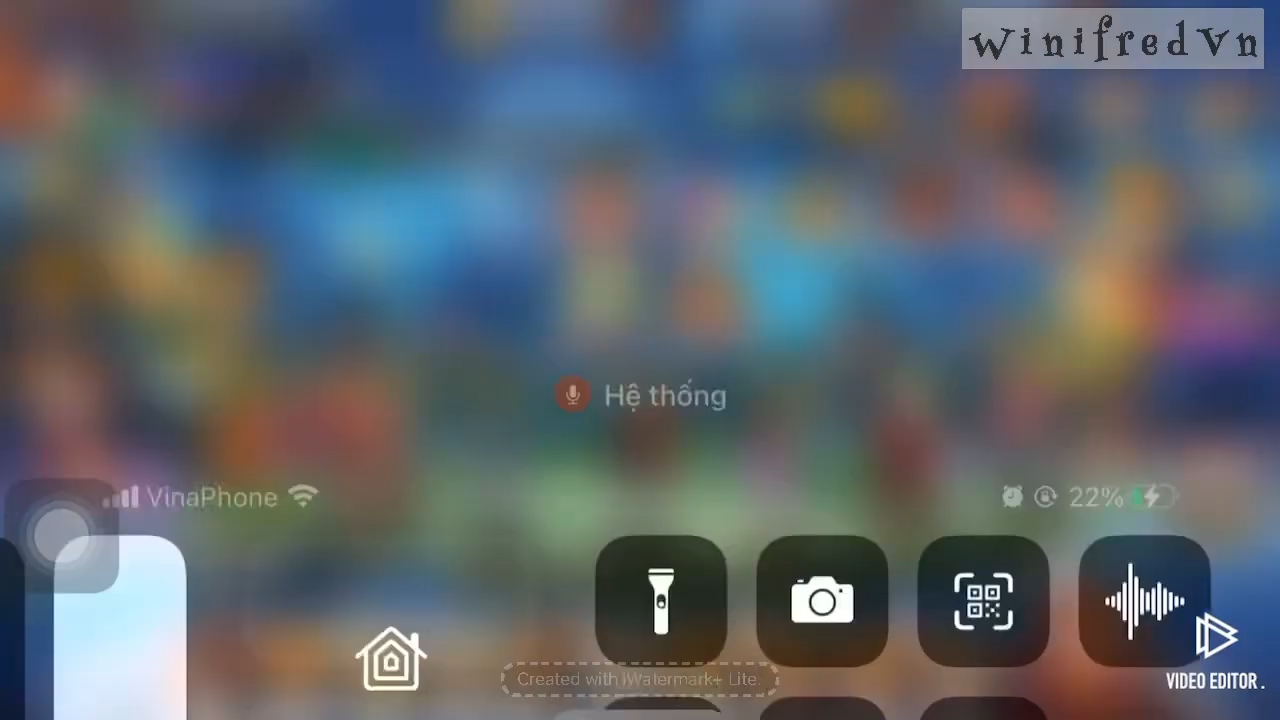 WinifredVn
Hệ thống
VinaPhone
22%
Created with iWatermark+ Lite.
VIDEO EDITOR.